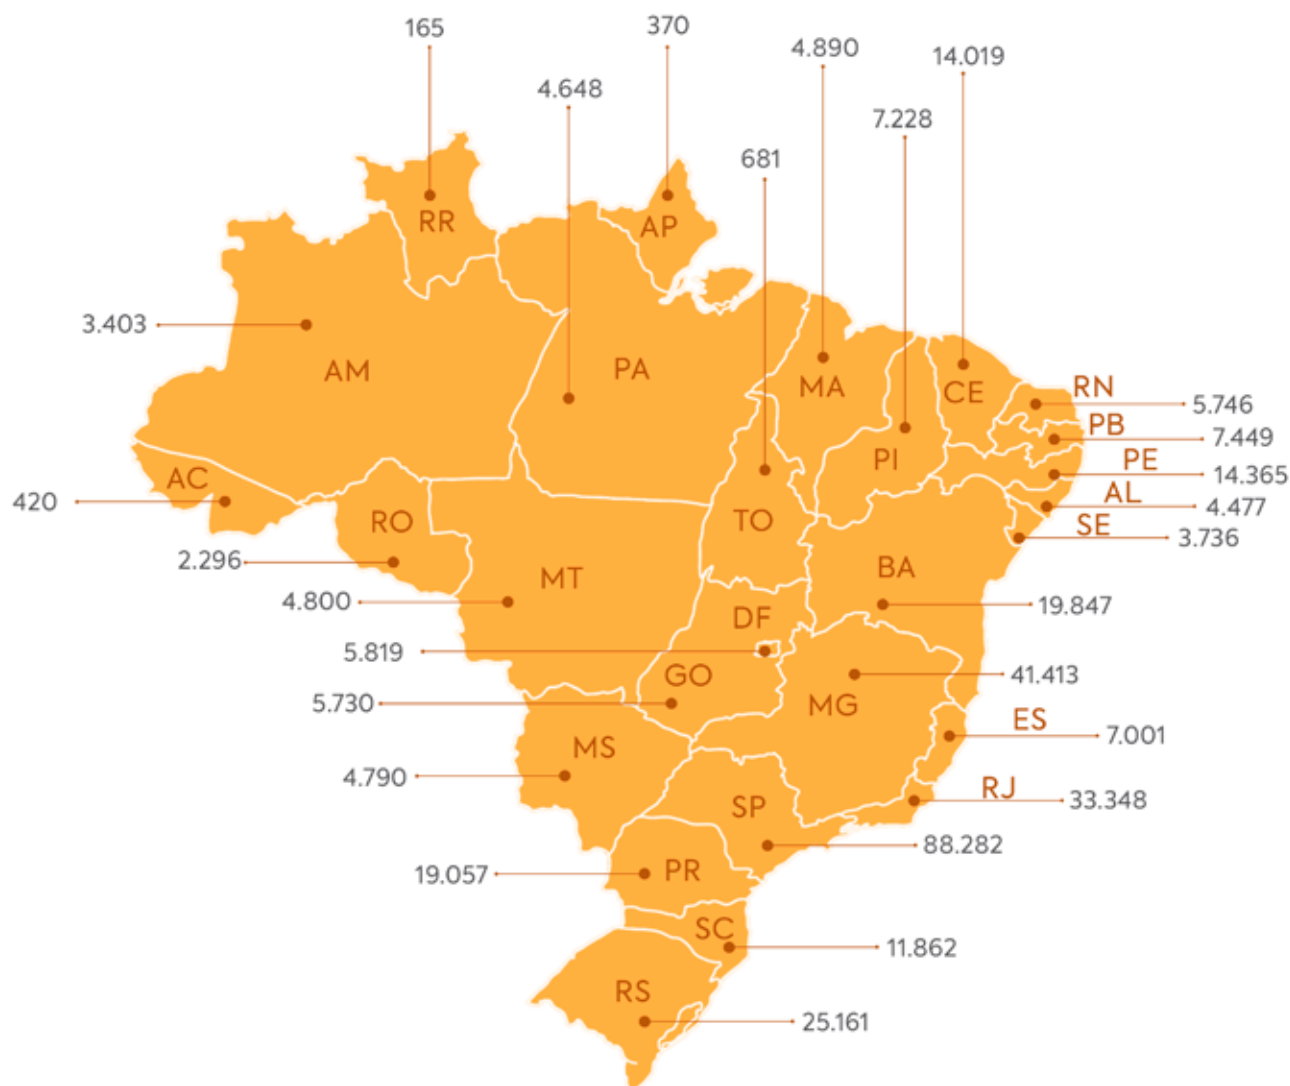 165
370
4.890
14.019
4.648
7.228
681
RR
AP
3.403
AM
PA
MA
CE
RN
5.746
PB
7.449
PI
PE
14.365
AC
420
AL
4.477
RO
TO
SE
3.736
2.296
MT
BA
4.800
19.847
DF
5.819
GO
41.413
5.730
MG
ES
7.001
MS
4.790
SP
RJ
33.348
88.282
PR
19.057
SC
11.862
RS
25.161